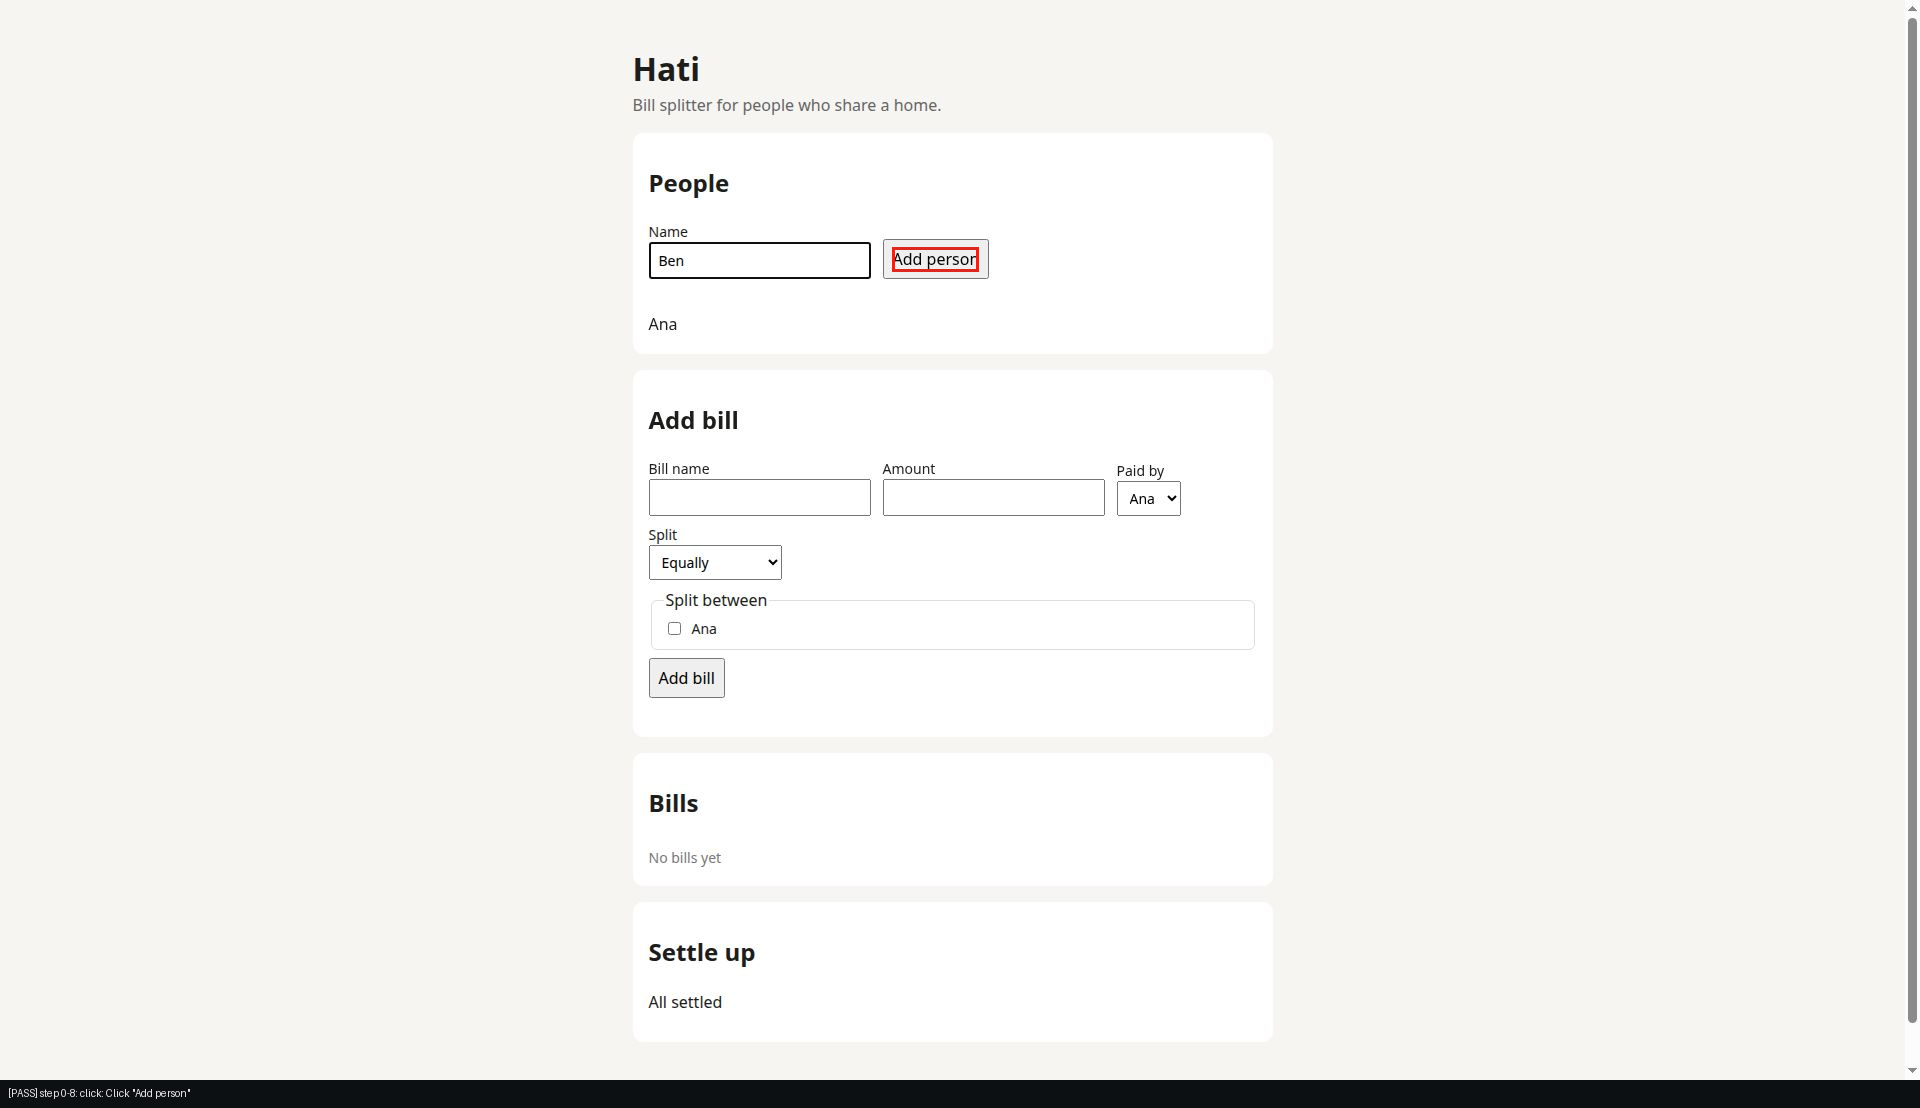 Hati
Bill splitter for people who share a home.
People
Name
Ben
Add person
Ana
Add bill
Bill name
Amount
Paid by
Ana
Split
Equally
Split between
Ana
Add bill
Bills
No bills yet
Settle up
All settled
[PASS] step 0-8: click: Click "Add person"